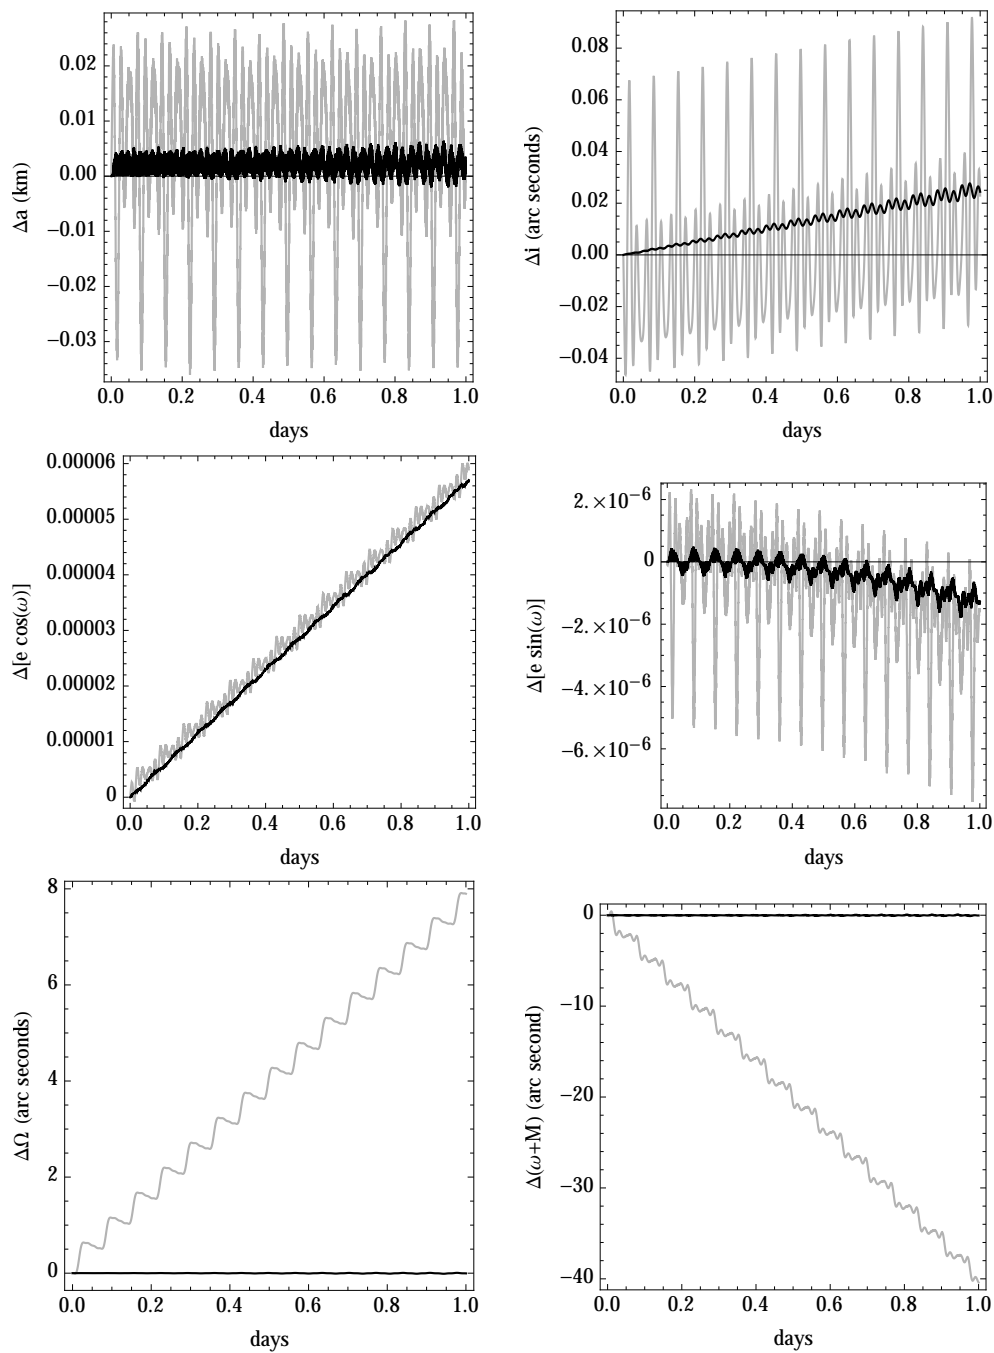 0.02
0.01
0.00
−0.01
−0.02
−0.03
Δa (km)
0.0 0.2 0.4 0.6 0.8 1.0
days
0.08
0.06
0.04
0.02
0.00
−0.02
−0.04
Δi (arc seconds)
0.0 0.2 0.4 0.6 0.8 1.0
days
0.00006
0.00005
0.00004
0.00003
0.00002
0.00001
0
Δ[e cos(ω)]
0.0 0.2 0.4 0.6 0.8 1.0
days
2.×10−6
0
−2.×10−6
−4.×10−6
−6.×10−6
Δ[e sin(ω)]
0.0 0.2 0.4 0.6 0.8 1.0
days
8
6
4
2
0
ΔΩ (arc seconds)
0.0 0.2 0.4 0.6 0.8 1.0
days
0
−10
−20
−30
−40
Δ(ω+M) (arc second)
0.0 0.2 0.4 0.6 0.8 1.0
days